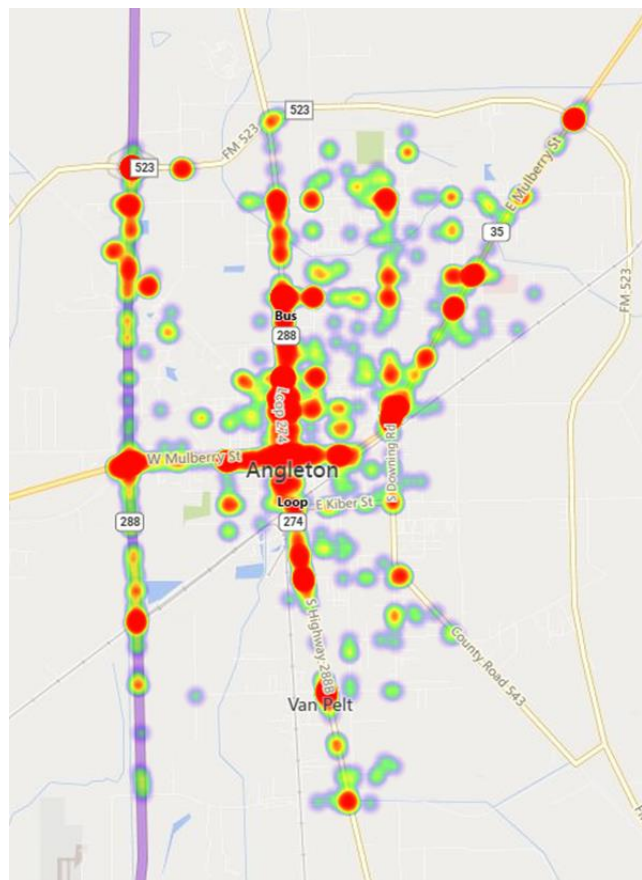 523
FM 523
523
E Mulberry St
35
FM 523
Bus
288
Loop 274
W Mulberry St
Angleton
S Downing Rd
Loop
E Kiber St
288
274
S Highway 288B
County Road 543
Van Pelt